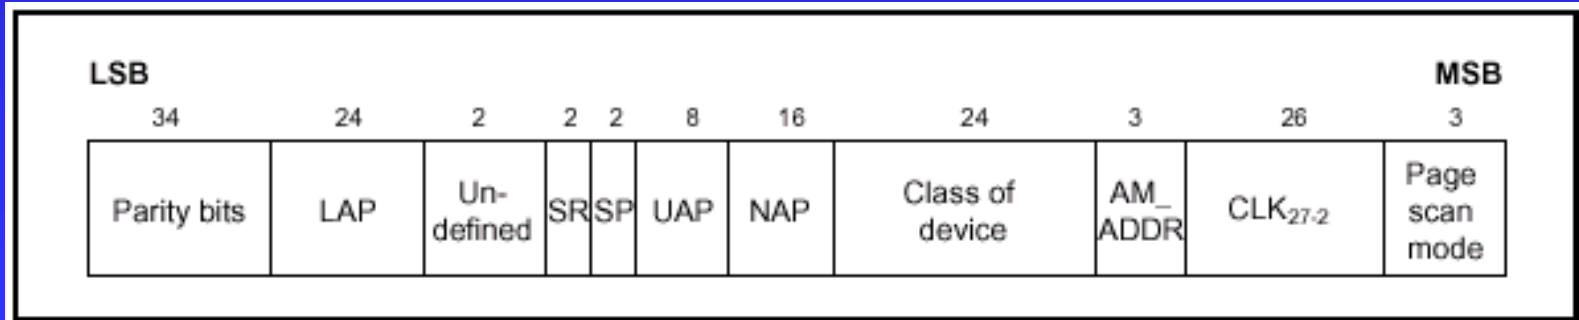 LSB MSB
34 24 2 2 2 8 16 24 3 26 3
Parity bits
LAP
Un-
defined
SR
SP
UAP
NAP
Class of
device
AM_
ADDR
CLK27-2
Page
scan
mode